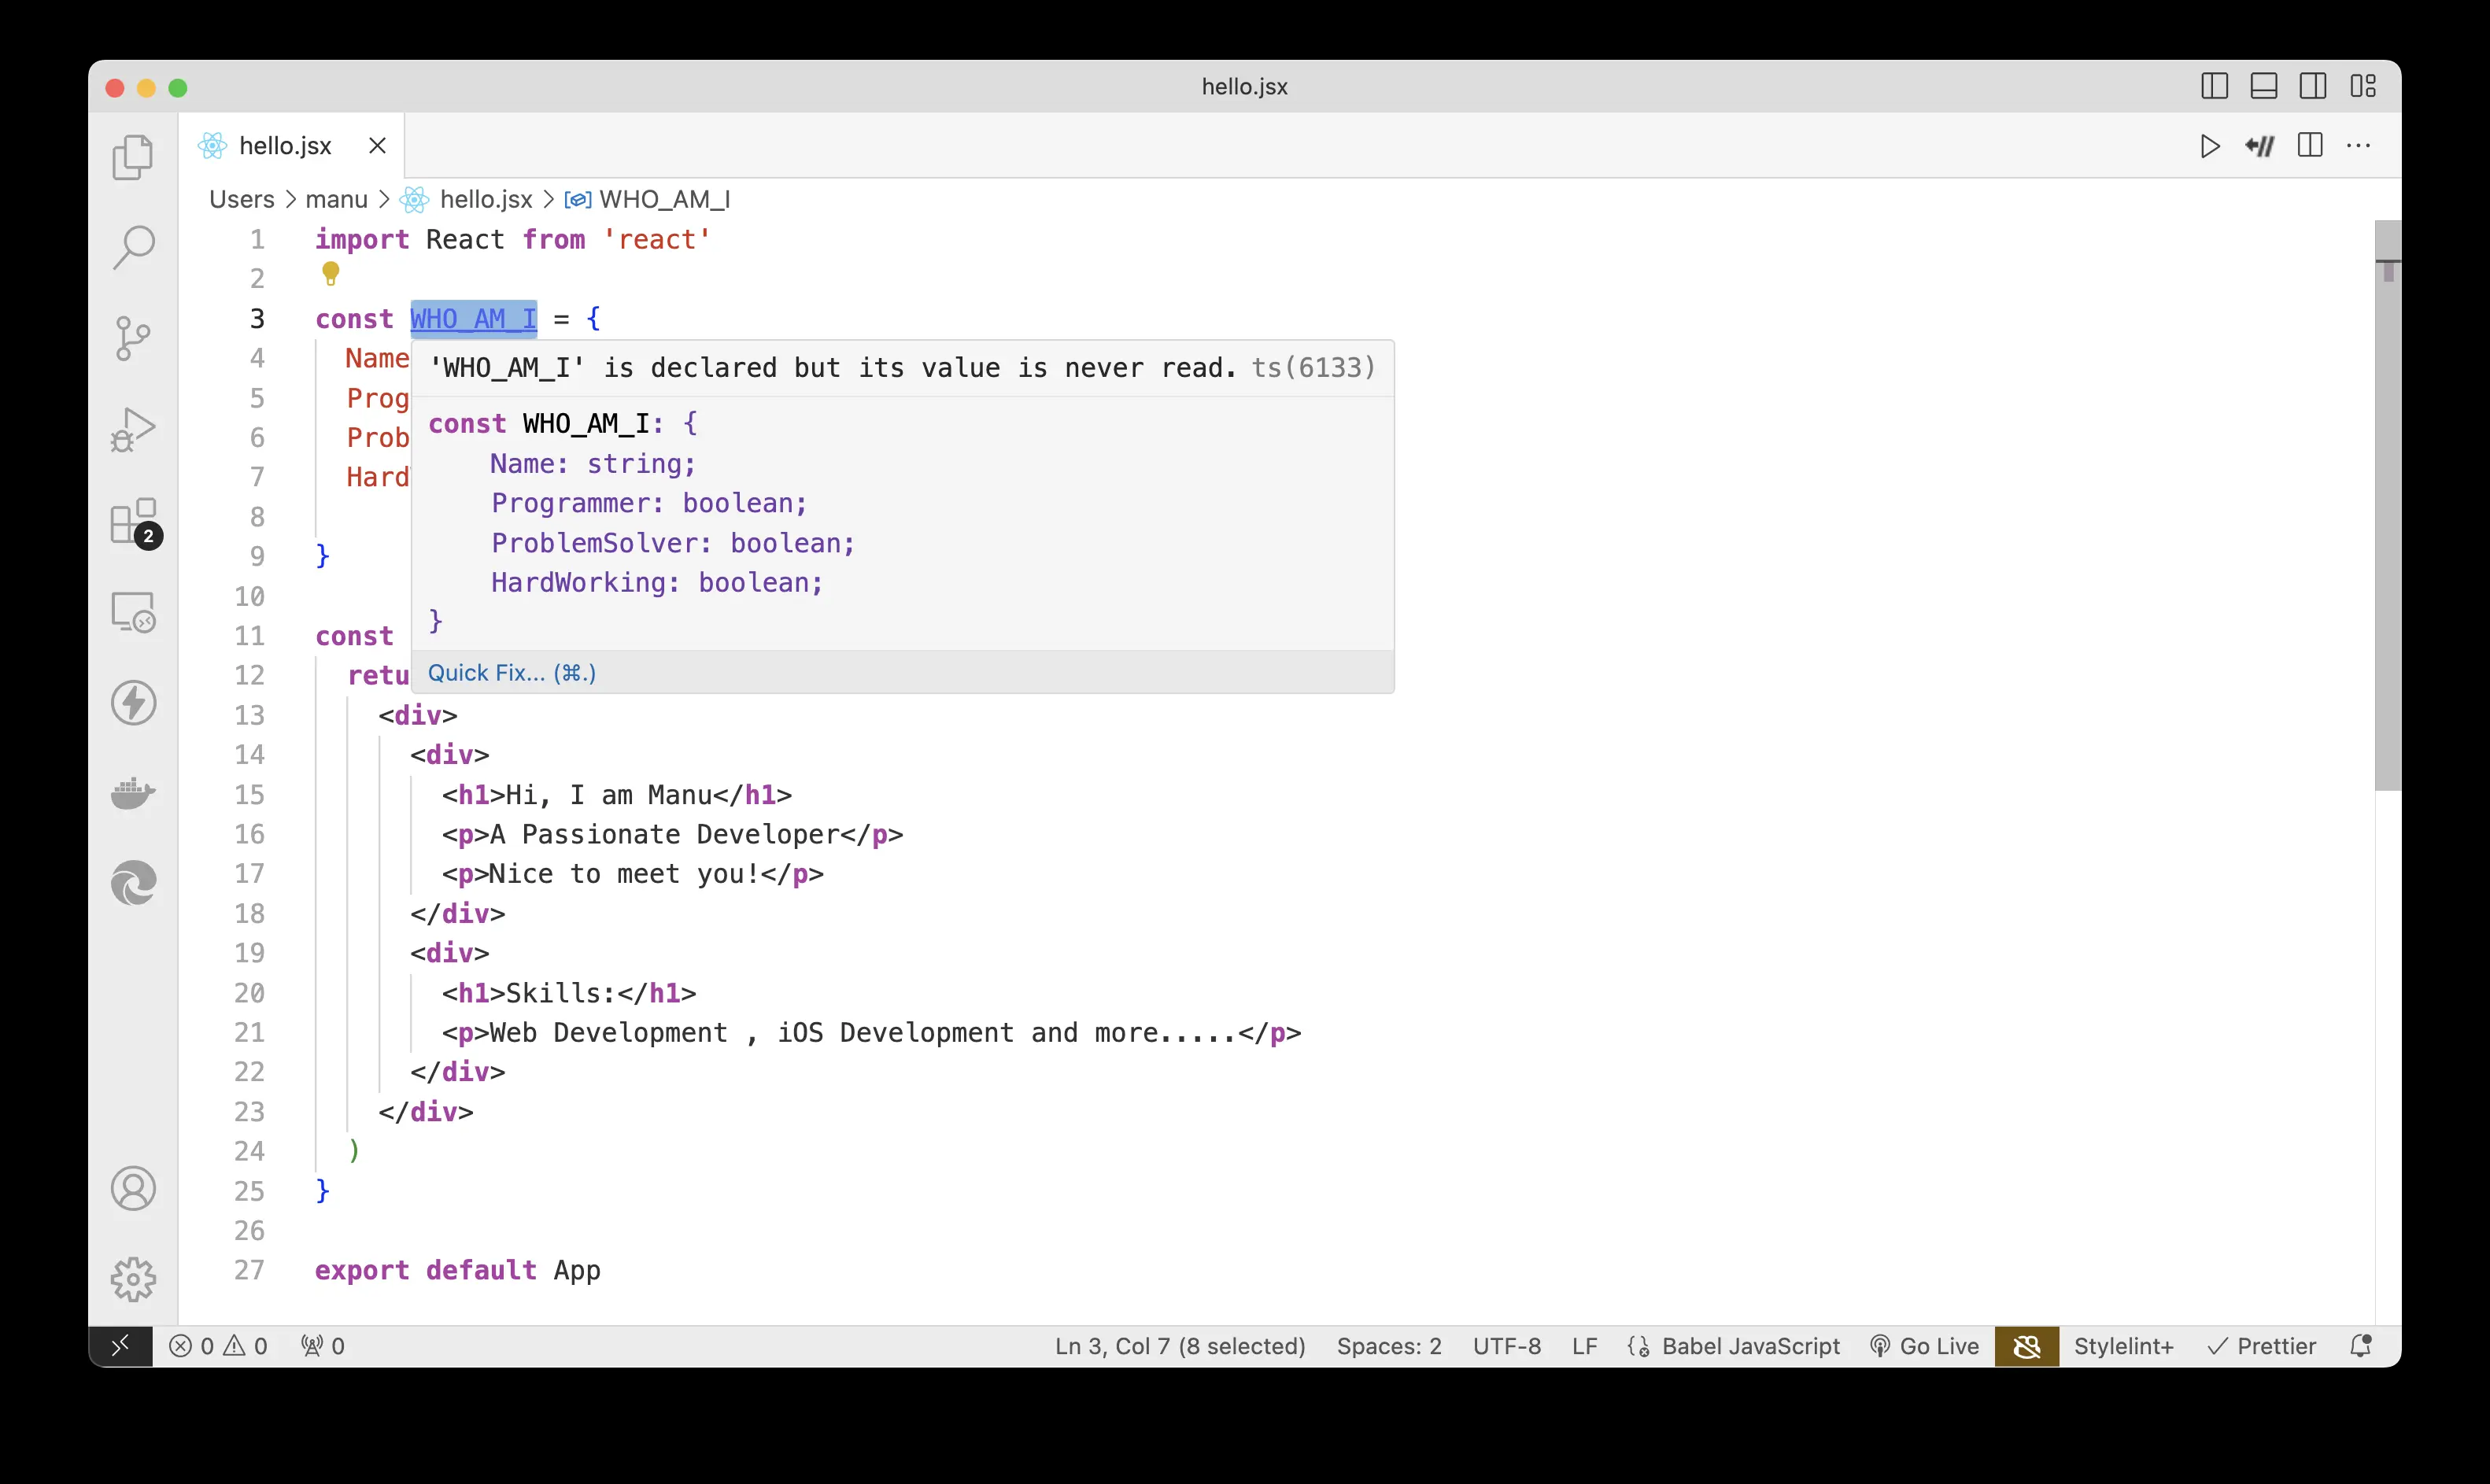 hello.jsx
hello.jsx
Users > manu > hello.jsx > WHO_AM_I
1 import React from 'react'
2
3 const WHO_AM_I = {
4 Name
5 Prog
6 Prob
7 Hard
8
9 }
10
11 const
12 retu
'WHO_AM_I' is declared but its value is never read. ts(6133)
const WHO_AM_I: {
Name: string;
Programmer: boolean;
ProblemSolver: boolean;
HardWorking: boolean;
}
Quick Fix... (⌘.)
13 <div>
14 <div>
15 <h1>Hi, I am Manu</h1>
16 <p>A Passionate Developer</p>
17 <p>Nice to meet you!</p>
18 </div>
19 <div>
20 <h1>Skills:</h1>
21 <p>Web Development , iOS Development and more.....</p>
22 </div>
23 </div>
24 )
25 }
26
27 export default App
2
0 0 0 Ln 3, Col 7 (8 selected) Spaces: 2 UTF-8 LF Babel JavaScript Go Live Stylelint+ Prettier